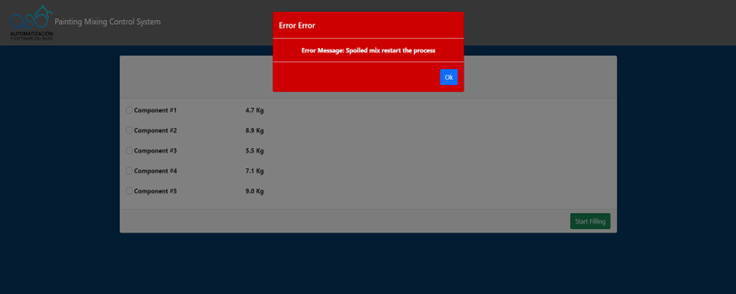 Painting Mixing Control System
AUTOMATIZACIÓN
Error Error
Error Message: Spoiled mix restart the process
Ok
Component #1 4.7 Kg
Component #2 8.9 Kg
Component #3 5.5 Kg
Component #4 7.1 Kg
Component #5 9.0 Kg
Start Filling